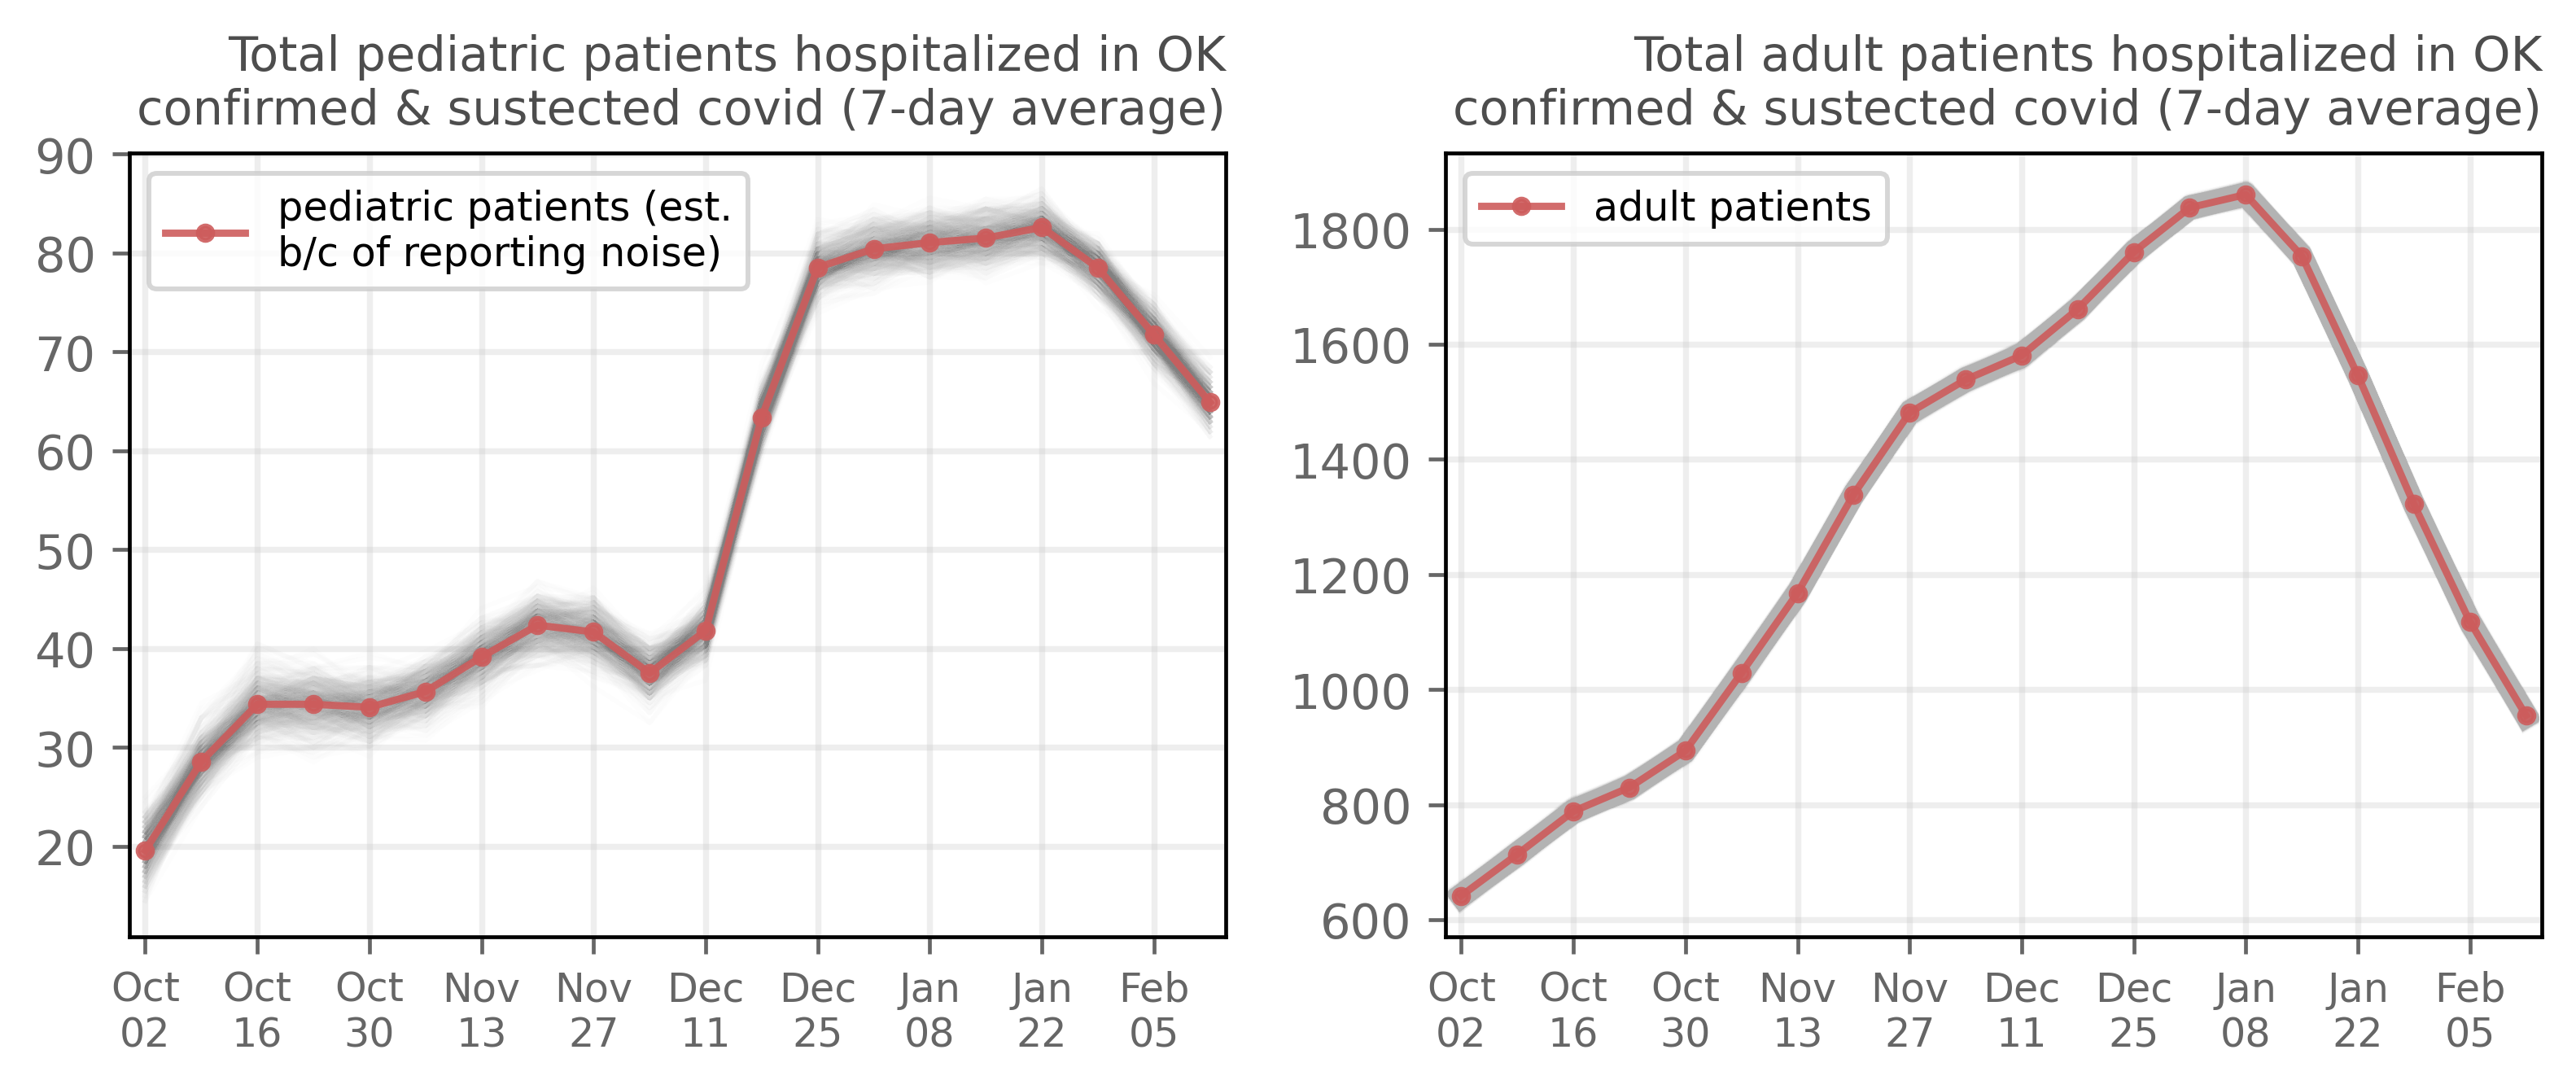 Total pediatric patients hospitalized in OK
confirmed & sustected covid (7-day average)
90
80
70
60
50
40
30
20
pediatric patients (est.
b/c of reporting noise)
Oct Oct Oct Nov Nov Dec Dec Jan Jan Feb
02 16 30 13 27 11 25 08 22 05
Total adult patients hospitalized in OK
confirmed & sustected covid (7-day average)
1800
1600
1400
1200
1000
800
600
adult patients
Oct Oct Oct Nov Nov Dec Dec Jan Jan Feb
02 16 30 13 27 11 25 08 22 05